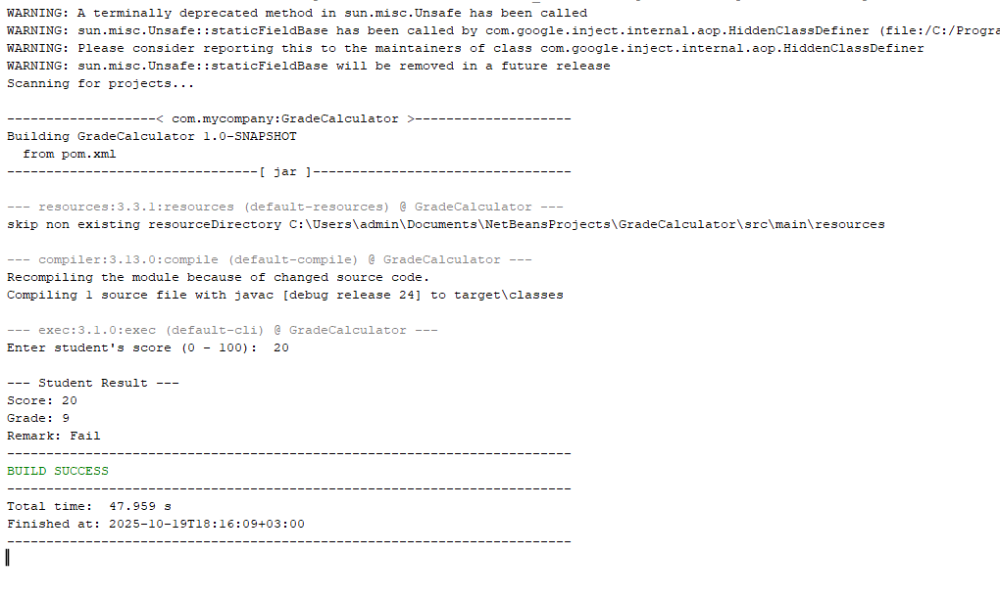 WARNING: A terminally deprecated method in sun.misc.Unsafe has been called
WARNING: sun.misc.Unsafe::staticFieldBase has been called by com.google.inject.internal.aop.HiddenClassDefiner (file:/C:/Progra
WARNING: Please consider reporting this to the maintainers of class com.google.inject.internal.aop.HiddenClassDefiner
WARNING: sun.misc.Unsafe::staticFieldBase will be removed in a future release
Scanning for projects...
-------------------< com.mycompany:GradeCalculator >--------------------
Building GradeCalculator 1.0-SNAPSHOT
  from pom.xml
--------------------------------[ jar ]---------------------------------
--- resources:3.3.1:resources (default-resources) @ GradeCalculator ---
skip non existing resourceDirectory C:\Users\admin\Documents\NetBeansProjects\GradeCalculator\src\main\resources
--- compiler:3.13.0:compile (default-compile) @ GradeCalculator ---
Recompiling the module because of changed source code.
Compiling 1 source file with javac [debug release 24] to target\classes
--- exec:3.1.0:exec (default-cli) @ GradeCalculator ---
Enter student's score (0 - 100):  20
--- Student Result ---
Score: 20
Grade: 9
Remark: Fail
------------------------------------------------------------------------
BUILD SUCCESS
------------------------------------------------------------------------
Total time:  47.959 s
Finished at: 2025-10-19T18:16:09+03:00
------------------------------------------------------------------------